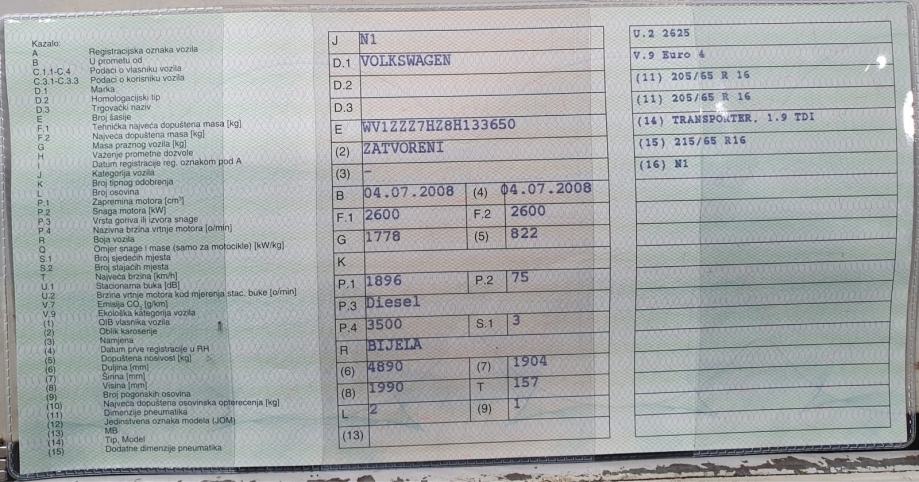 Kazalo:
A Registracijska oznaka vozila
B U prometu od
C.1.1-C.4 Podaci o vlasniku vozila
C.3.1-C.3.3 Podaci o korisniku vozila
D.1 Marka
D.2 Homologacijski tip
D.3 Trgovački naziv
E Broj šasije
F.1 Tehnička najveća dopuštena masa [kg]
F.2 Najveća dopuštena masa [kg]
G Masa praznog vozila [kg]
H Važenje prometne dozvole
I Datum registracije reg. oznakom pod A
J Kategorija vozila
K Broj tipnog odobrenja
L Broj osovina
P.1 Zapremina motora [cm³]
P.2 Snaga motora [kW]
P.3 Vrsta goriva ili izvora snage
P.4 Nazivna brzina vrtnje motora [o/min]
R Boja vozila
Q Omjer snage i mase (samo za motocikle) [kW/kg]
S.1 Broj sjedećih mjesta
S.2 Broj stajaćih mjesta
T Najveća brzina [km/h]
U.1 Stacionarna buka [dB]
U.2 Brzina vrtnje motora kod mjerenja stac. buke [o/min]
V.7 Emisija CO₂ [g/km]
V.9 Ekološka kategorija vozila
(1) OIB vlasnika vozila
(2) Oblik karoserije
(3) Namjena
(4) Datum prve registracije u RH
(5) Dopuštena nosivost [kg]
(6) Duljina [mm]
(7) Širina [mm]
(8) Visina [mm]
(9) Broj pogonskih osovina
(10) Najveća dopuštena osovinska opterećenja [kg]
(11) Dimenzije pneumatika
(12) Jedinstvena oznaka modela (JOM)
(13) MB
(14) Tip, Model
(15) Dodatne dimenzije pneumatika
J N1
D.1 VOLKSWAGEN
D.2
D.3
E WV1ZZZ7HZ8H133650
(2) ZATVORENI
(3) –
B 04.07.2008 (4) 04.07.2008
F.1 2600 F.2 2600
G 1778 (5) 822
K
P.1 1896 P.2 75
P.3 Diesel
P.4 3500 S.1 3
R BIJELA
(6) 4890 (7) 1904
(8) 1990 T 157
L 2 (9) 1
(13)
U.2 2625
V.9 Euro 4
(11) 205/65 R 16
(11) 205/65 R 16
(14) TRANSPORTER, 1.9 TDI
(15) 215/65 R16
(16) N1